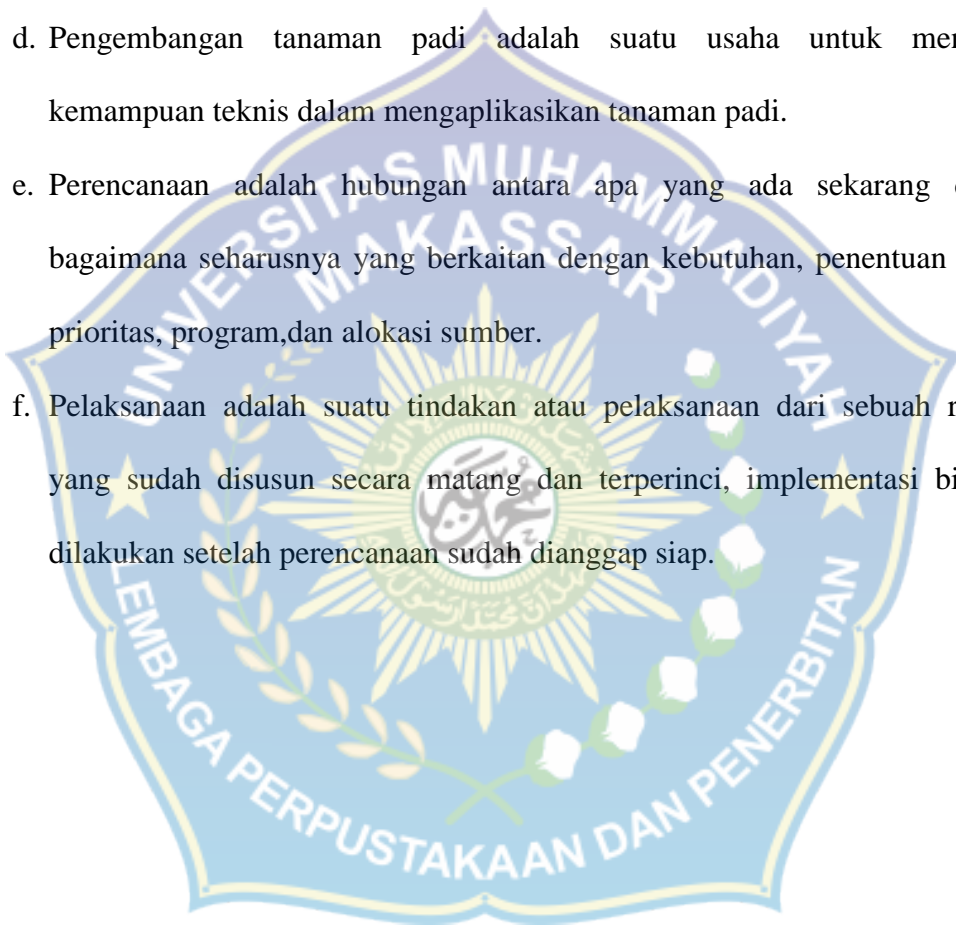 d. Pengembangan tanaman padi adalah suatu usaha untuk
kemampuan teknis dalam mengaplikasikan tanaman padi.
e. Perencanaan adalah hubungan antara apa yang ada sekarang
bagaimana seharusnya yang berkaitan dengan kebutuhan, penentuan
prioritas, program,dan alokasi sumber.
f. Pelaksanaan adalah suatu tindakan atau pelaksanaan dari sebuah
yang sudah disusun secara matang dan terperinci, implementasi
dilakukan setelah perencanaan sudah dianggap siap.
UNIVERSITAS MUHAMMADIYAH
MAKASSAR
LEMBAGA PERPUSTAKAAN DAN PENERBITAN